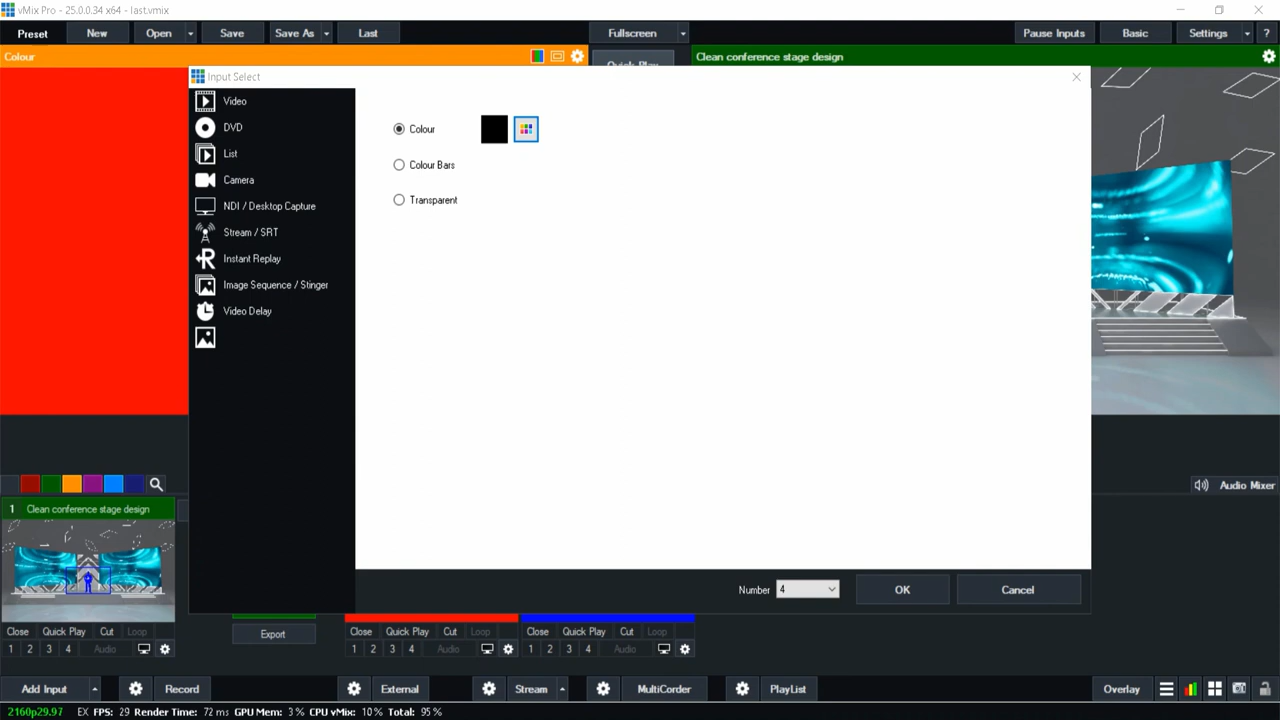 vMix Pro - 25.0.0.34 x64 - last.vmix
Preset New Open Save Save As Last Fullscreen Pause Inputs Basic Settings ?
Colour Quick Play Clean conference stage design
Input Select
Video
DVD
List
Camera
NDI / Desktop Capture
Stream / SRT
Instant Replay
Image Sequence / Stinger
Video Delay
Colour
Colour Bars
Transparent
Audio Mixer
1 Clean conference stage design
Number 4 OK Cancel
Close Quick Play Cut Loop Export Close Quick Play Cut Loop Close Quick Play Cut Loop
1 2 3 4 Audio 1 2 3 4 Audio 1 2 3 4 Audio
Add Input Record External Stream MultiCorder PlayList Overlay
2160p29.97 EX FPS: 29 Render Time: 72 ms GPU Mem: 3 % CPU vMix: 10 % Total: 95 %